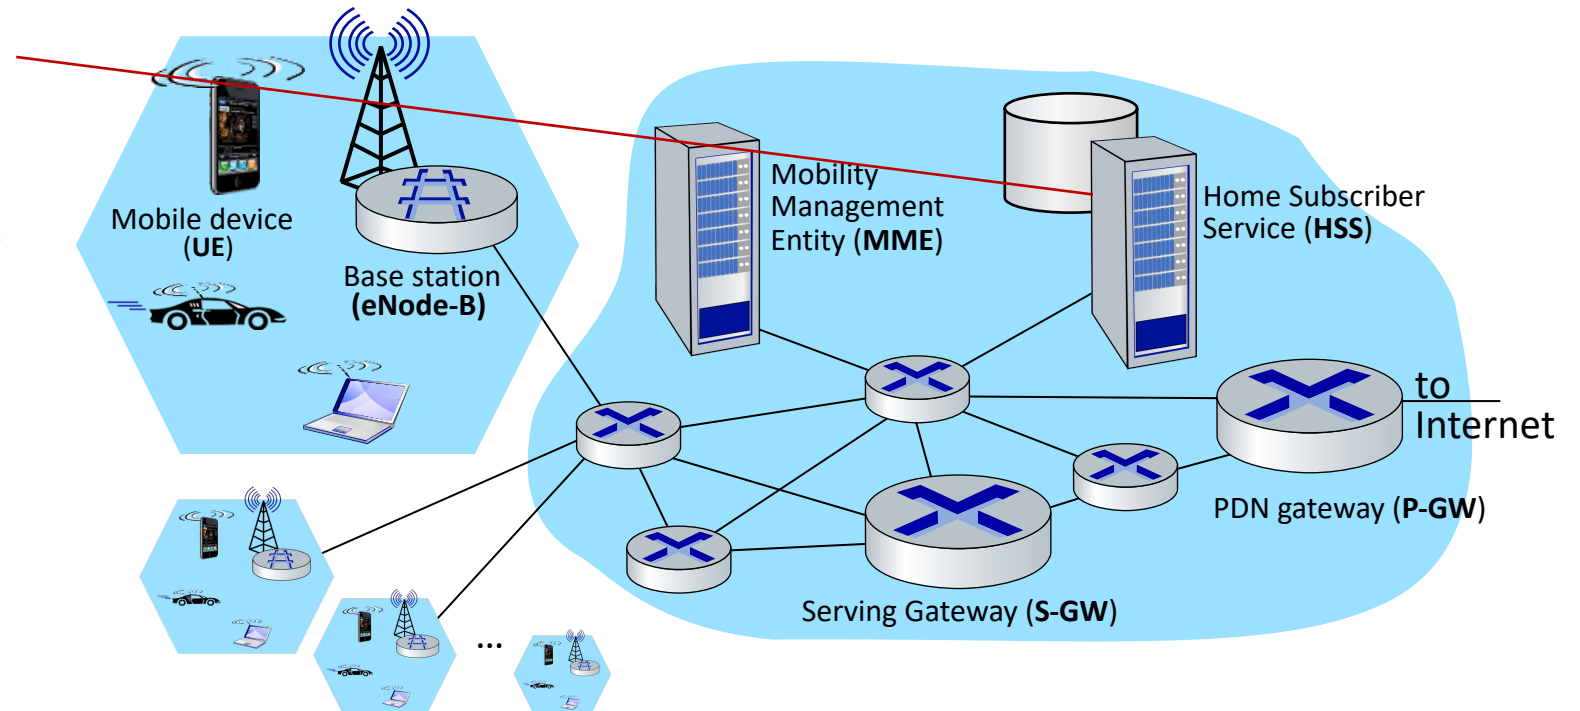 Mobile device
(UE)
Base station
(eNode-B)
Mobility
Management
Entity (MME)
Home Subscriber
Service (HSS)
to
Internet
PDN gateway (P-GW)
Serving Gateway (S-GW)
...